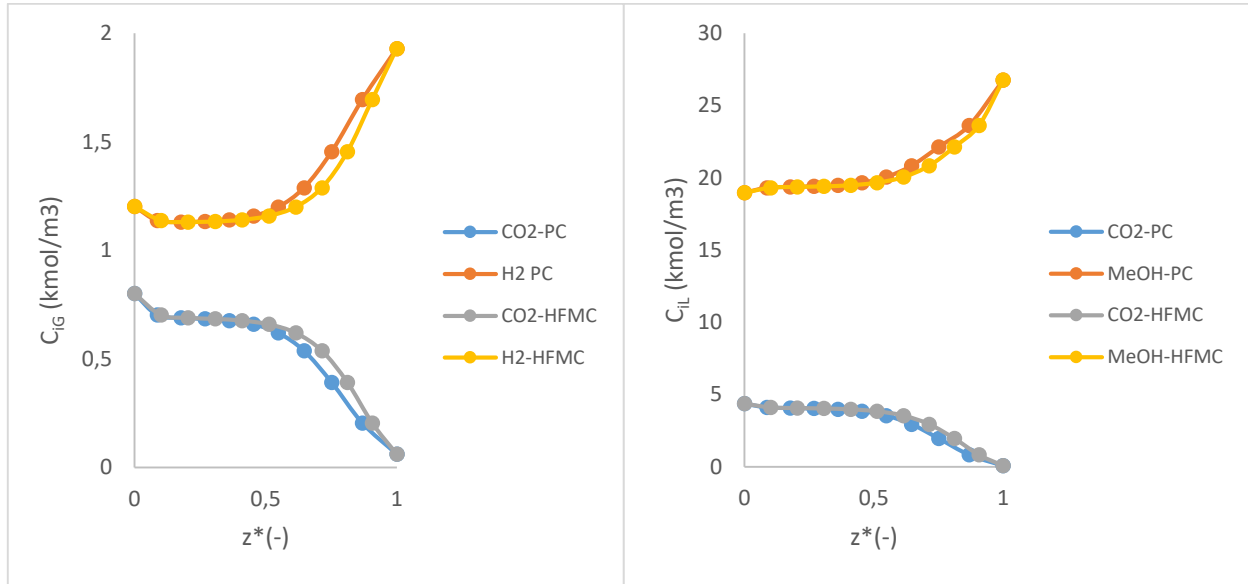 2
1,5
1
0,5
0
C_iG (kmol/m3)
0
0,5
1
z*(-)
CO2-PC
H2 PC
CO2-HFMC
H2-HFMC
30
25
20
15
10
5
0
C_iL (kmol/m3)
0
0,5
1
z*(-)
CO2-PC
MeOH-PC
CO2-HFMC
MeOH-HFMC